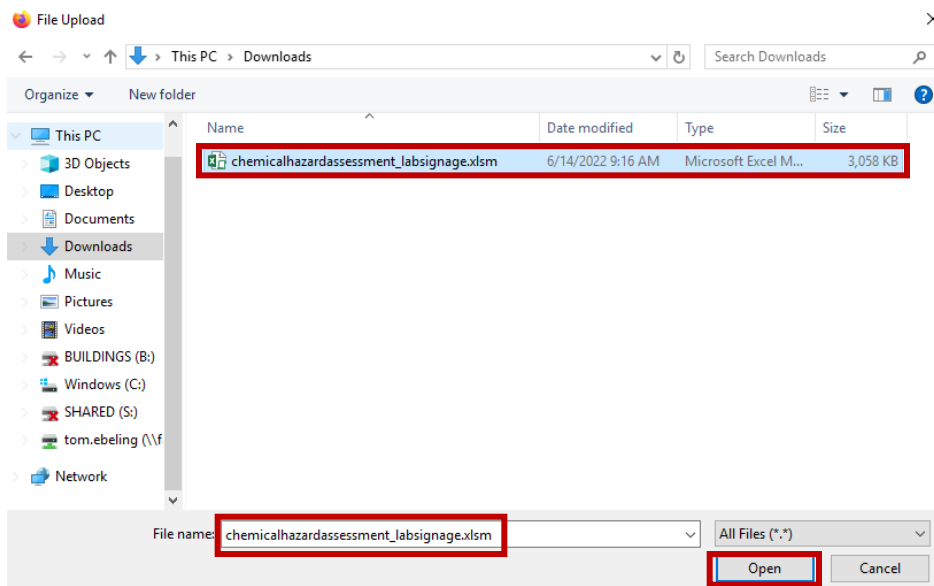 File Upload
This PC > Downloads
Search Downloads
Organize
New folder
Name Date modified Type Size
chemicalhazardassessment_labsignage.xlsm 6/14/2022 9:16 AM Microsoft Excel M... 3,058 KB
This PC
3D Objects
Desktop
Documents
Downloads
Music
Pictures
Videos
BUILDINGS (B:)
Windows (C:)
SHARED (S:)
tom.ebeling (\\f
Network
File name: chemicalhazardassessment_labsignage.xlsm
All Files (*.*)
Open
Cancel